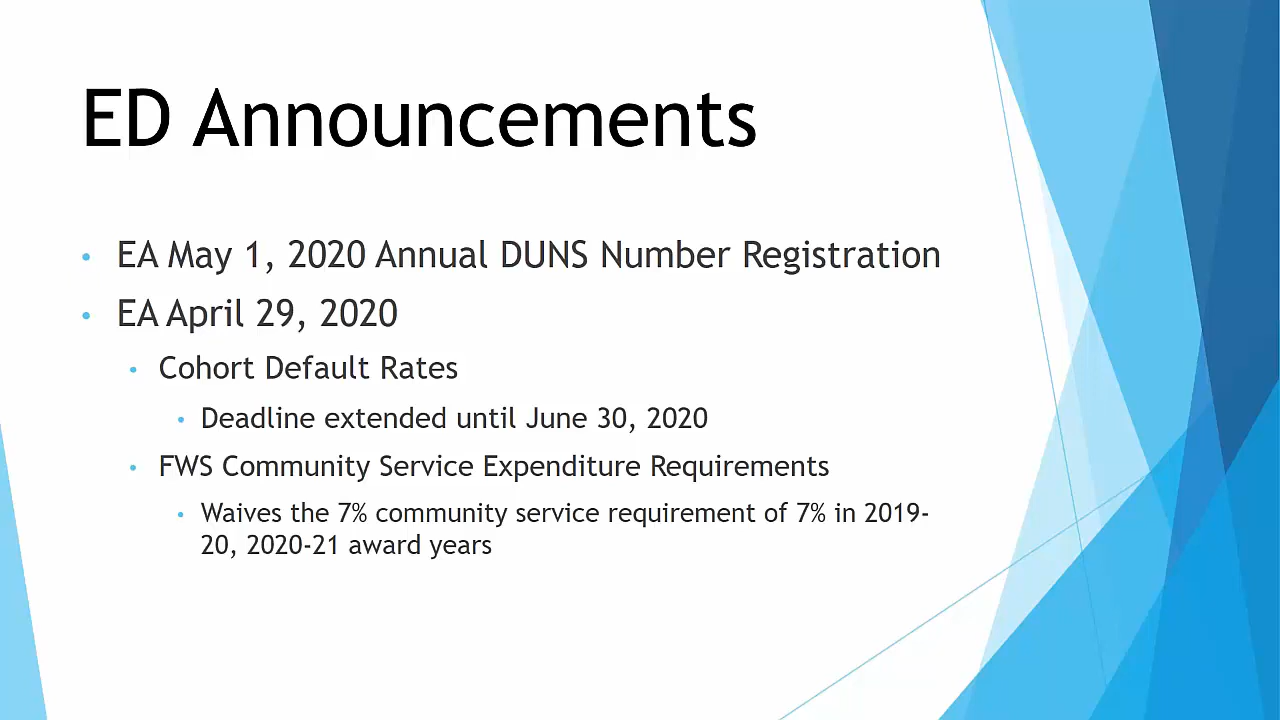 ED Announcements
• EA May 1, 2020 Annual DUNS Number Registration
• EA April 29, 2020
• Cohort Default Rates
• Deadline extended until June 30, 2020
• FWS Community Service Expenditure Requirements
• Waives the 7% community service requirement of 7% in 2019-
20, 2020-21 award years